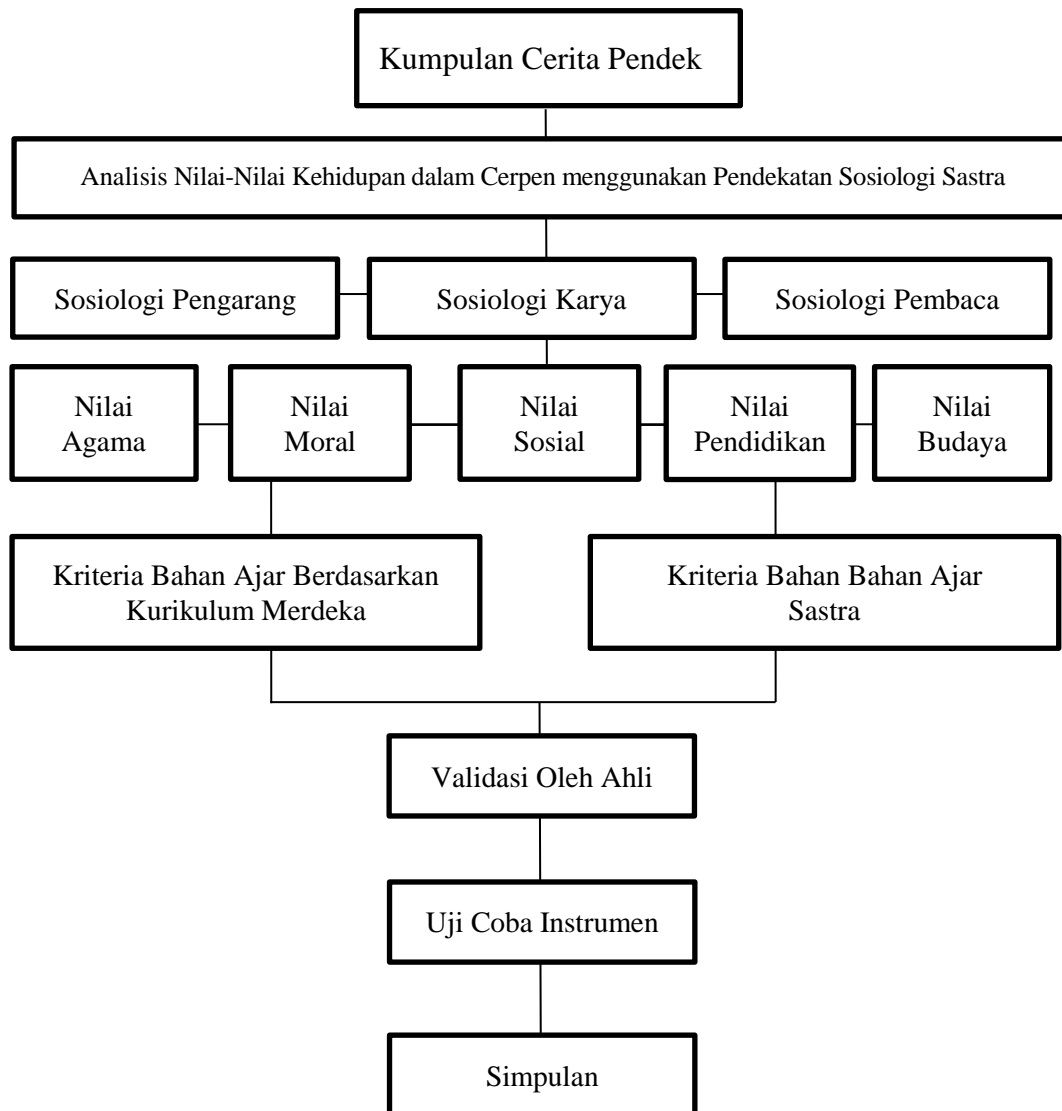 Kumpulan Cerita Pendek
Analisis Nilai-Nilai Kehidupan dalam Cerpen menggunakan Pendekatan Sosiologi Sastra
Sosiologi Pengarang
Sosiologi Karya
Sosiologi Pembaca
Nilai
Agama
Nilai
Moral
Nilai
Sosial
Nilai
Pendidikan
Nilai
Budaya
Kriteria Bahan Ajar Berdasarkan
Kurikulum Merdeka
Kriteria Bahan Bahan Ajar
Sastra
Validasi Oleh Ahli
Uji Coba Instrumen
Simpulan